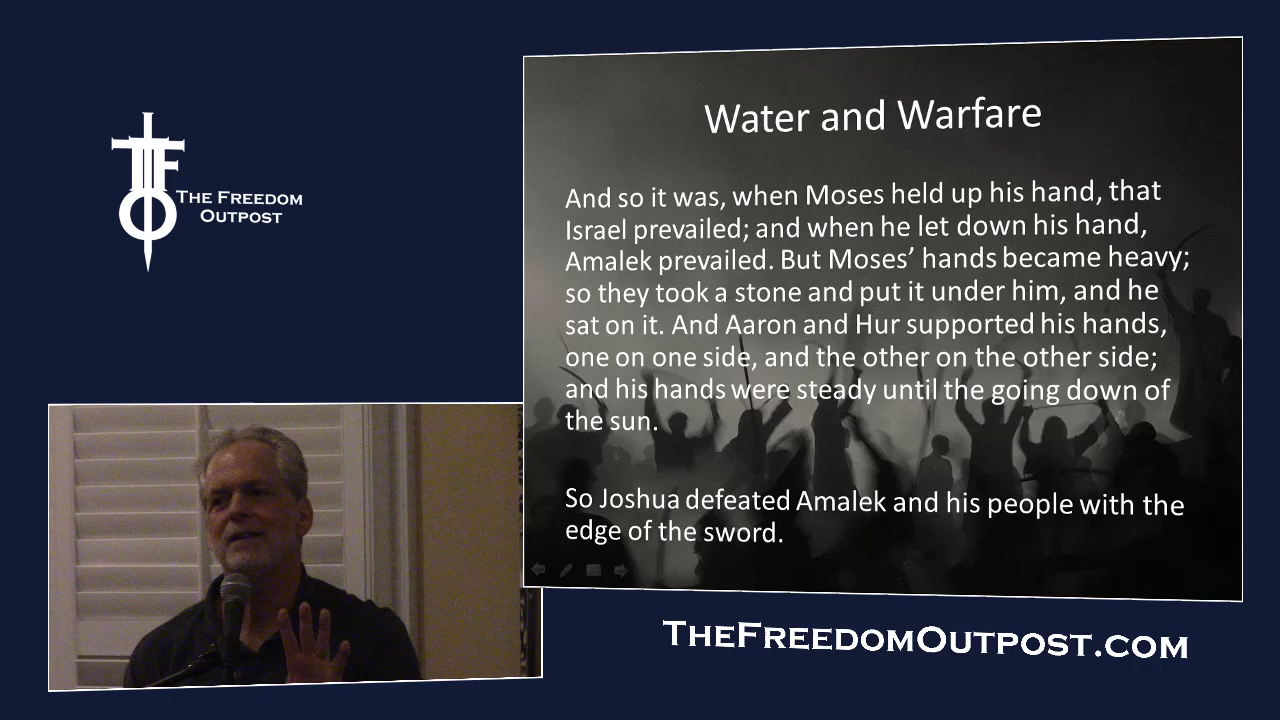 TF
O
The Freedom
Outpost
Water and Warfare
And so it was, when Moses held up his hand, that
Israel prevailed; and when he let down his hand,
Amalek prevailed. But Moses’ hands became heavy;
so they took a stone and put it under him, and he
sat on it. And Aaron and Hur supported his hands,
one on one side, and the other on the other side;
and his hands were steady until the going down of
the sun.
So Joshua defeated Amalek and his people with the
edge of the sword.
TheFreedomOutpost.com